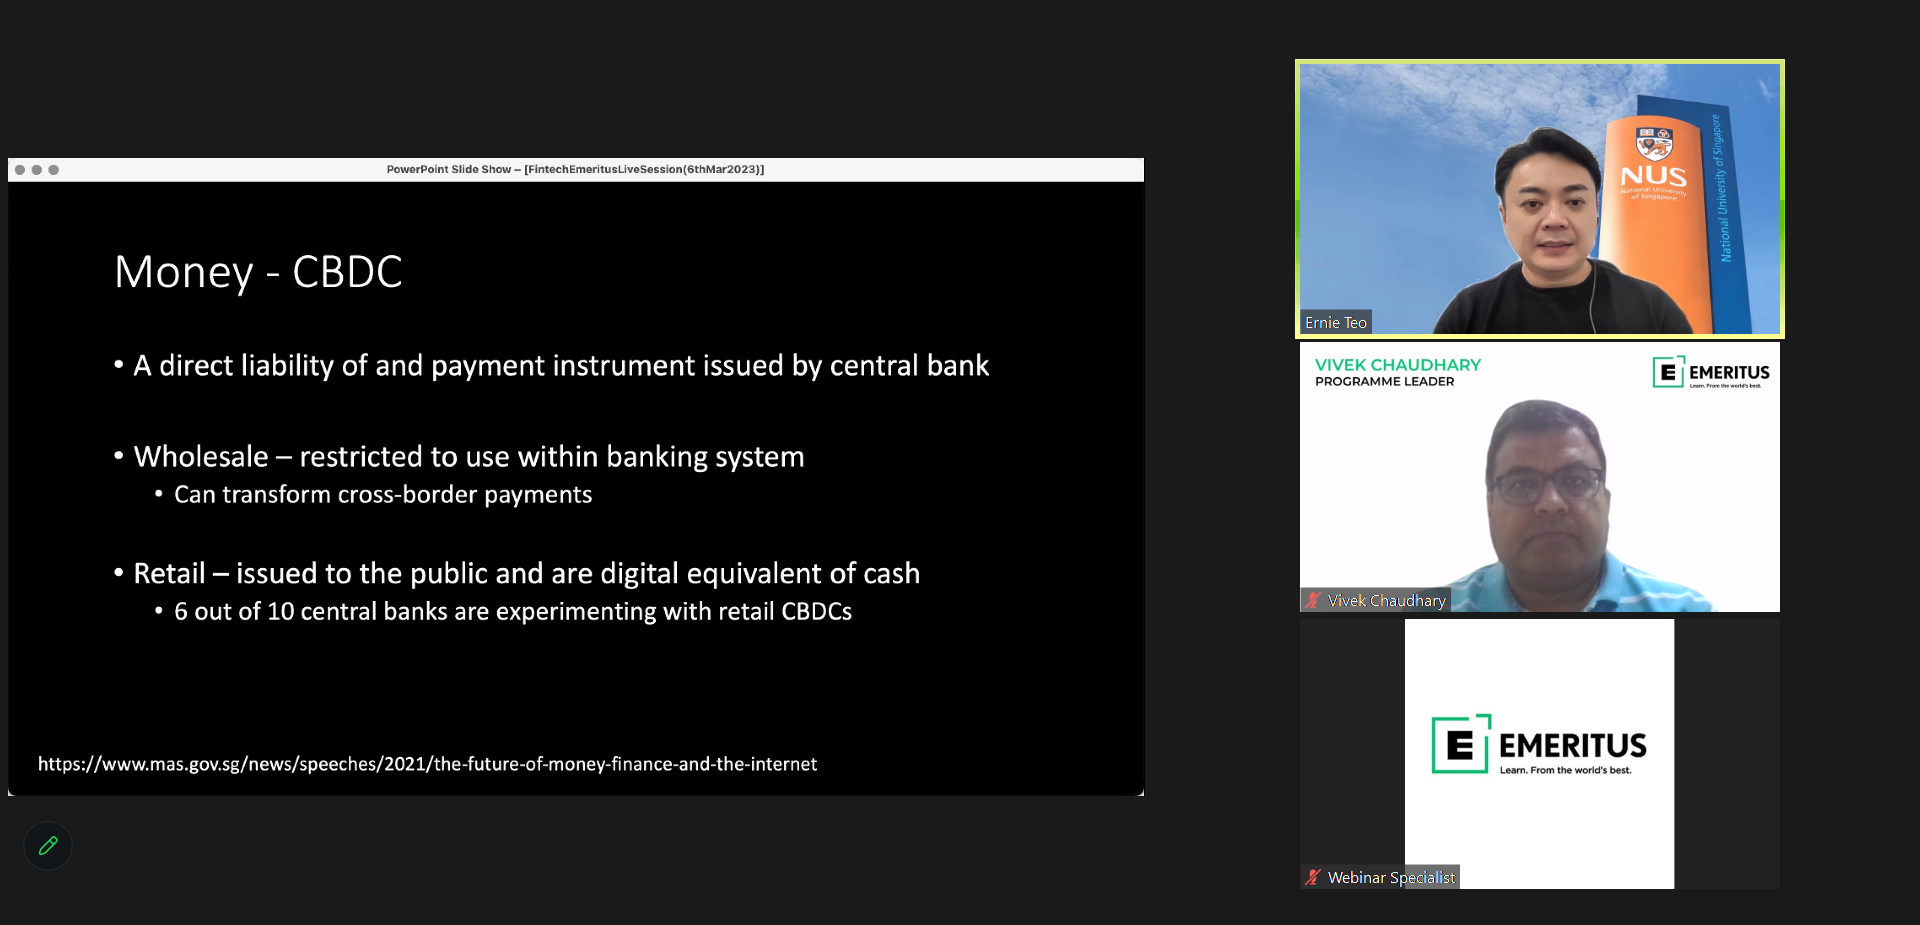 PowerPoint Slide Show – [FintechEmeritusLiveSession(6thMar2023)]
Money - CBDC
• A direct liability of and payment instrument issued by central bank
• Wholesale – restricted to use within banking system
• Can transform cross-border payments
• Retail – issued to the public and are digital equivalent of cash
• 6 out of 10 central banks are experimenting with retail CBDCs
https://www.mas.gov.sg/news/speeches/2021/the-future-of-money-finance-and-the-internet
NUS
National University
of Singapore
National University of Singapore
Ernie Teo
VIVEK CHAUDHARY
PROGRAMME LEADER
E EMERITUS
Learn. From the world's best.
Vivek Chaudhary
E EMERITUS
Learn. From the world's best.
Webinar Specialist